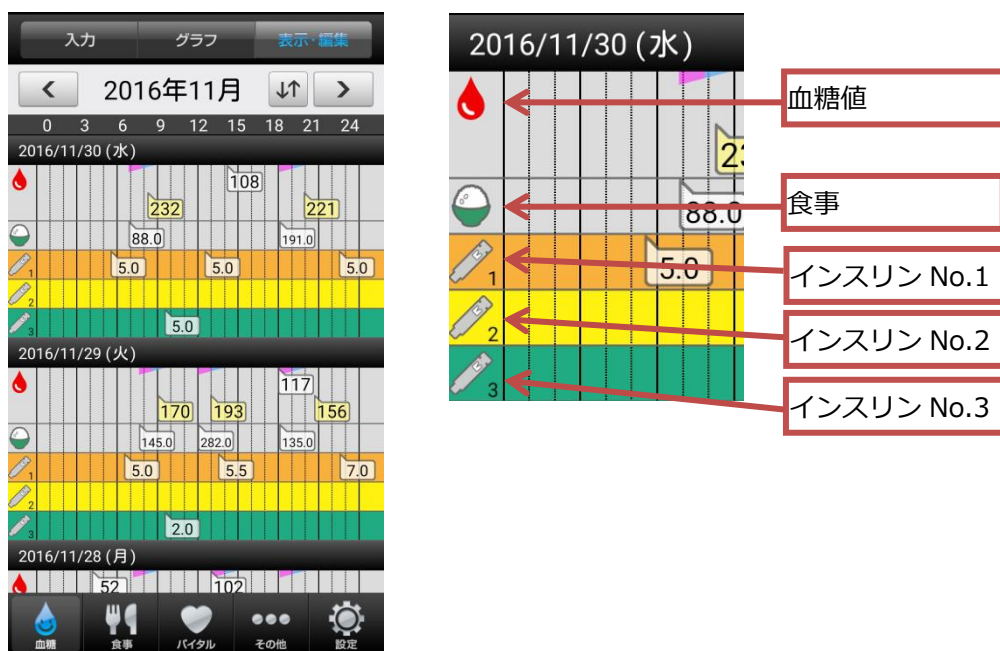 入力 グラフ 表示・編集
2016年11月 ↓↑
0 3 6 9 12 15 18 21 24
2016/11/30 (水)
108
232 221
88.0 191.0
1 5.0 5.0 5.0
2
3 5.0
2016/11/29 (火)
117
170 193 156
145.0 282.0 135.0
1 5.0 5.5 7.0
2
3 2.0
2016/11/28 (月)
52 102
血糖 食事 バイタル その他 設定
2016/11/30 (水)
血糖値
23
食事
88.0
インスリン No.1
1 5.0
インスリン No.2
2
インスリン No.3
3